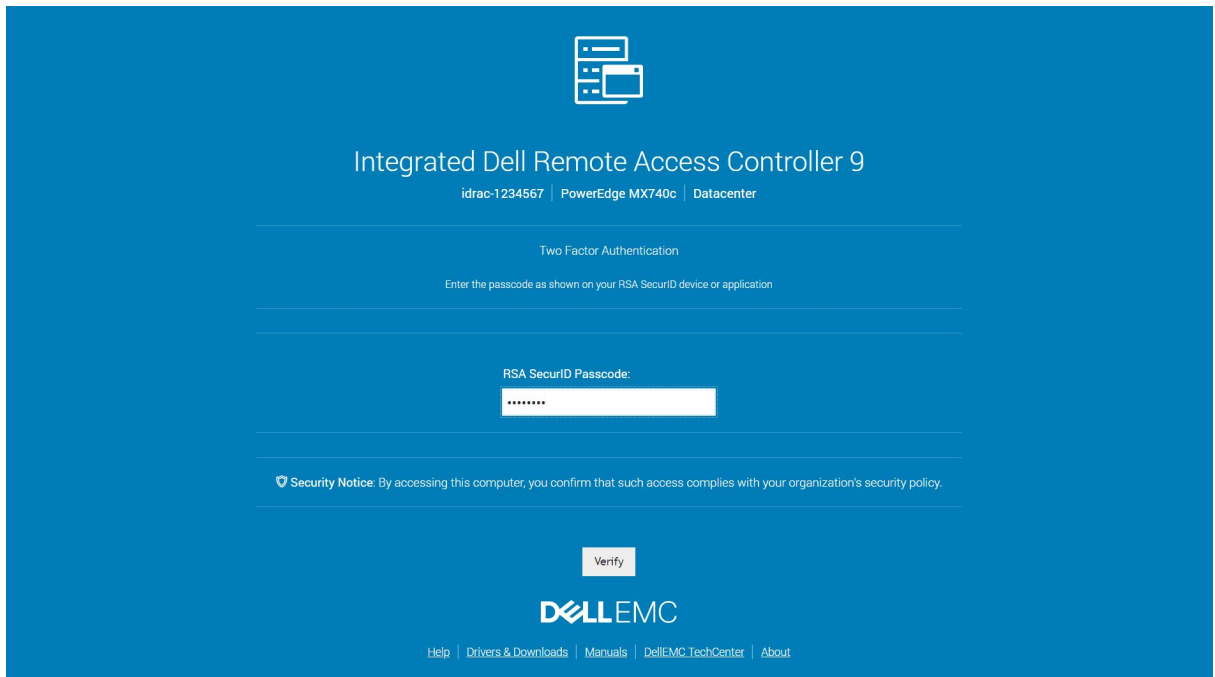 Integrated Dell Remote Access Controller 9
idrac-1234567 | PowerEdge MX740c | Datacenter
Two Factor Authentication
Enter the passcode as shown on your RSA SecurID device or application
RSA SecurID Passcode:
••••••••
Security Notice: By accessing this computer, you confirm that such access complies with your organization's security policy.
Verify
DELLEMC
Help | Drivers & Downloads | Manuals | DellEMC TechCenter | About